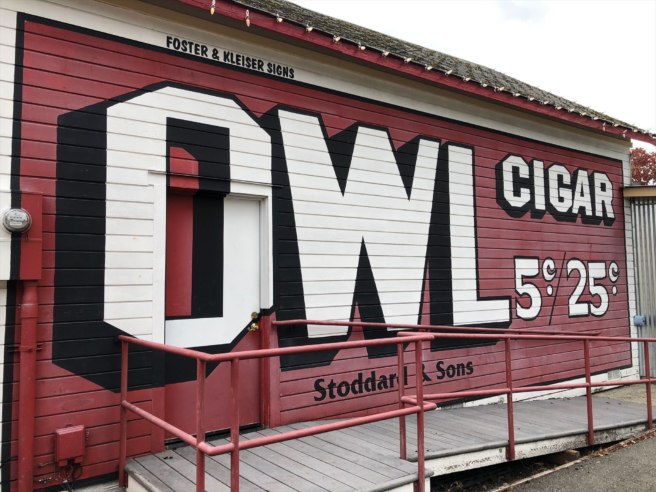 FOSTER & KLEISER SIGNS
OWL
CIGAR
5¢/25¢
Stoddard & Sons